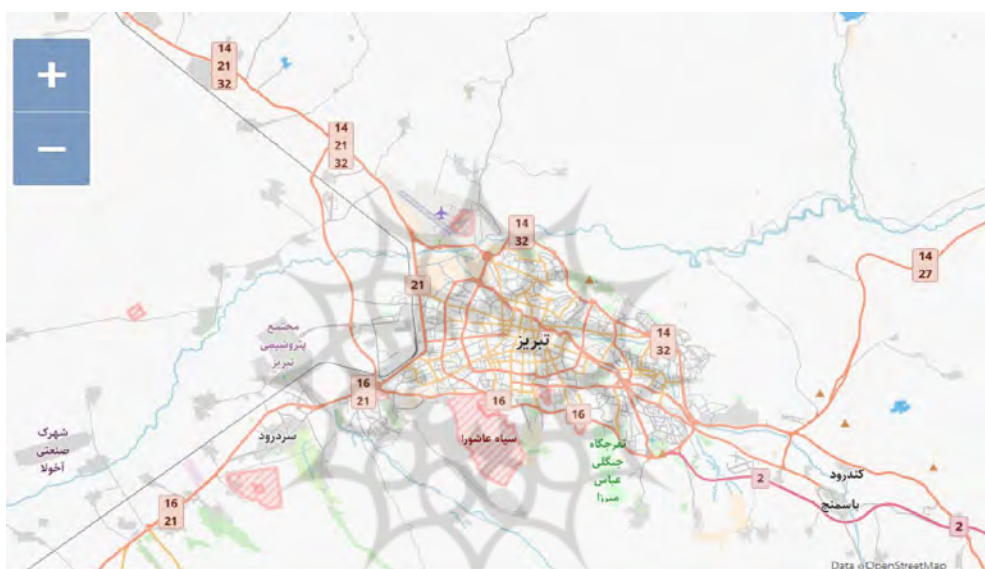 +
−
14
21
32
14
21
32
14
32
14
27
21
14
32
تبریز
مجتمع
پتروشیمی
تبریز
16
21
16
16
شهرک
صنعتی
آخولا
سردرود
سپاه عاشورا
تفرجگاه
جنگلی
عباس
میرزا
2
کندرود
باسمنج
16
21
2
Data ©OpenStreetMap